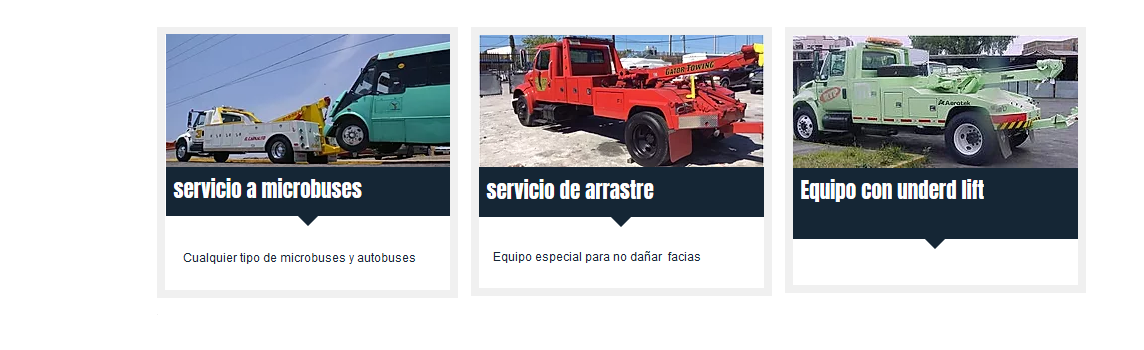 GATOR TOWING
Aerotek
servicio a microbuses
servicio de arrastre
Equipo con underd lift
Cualquier tipo de microbuses y autobuses
Equipo especial para no dañar facias